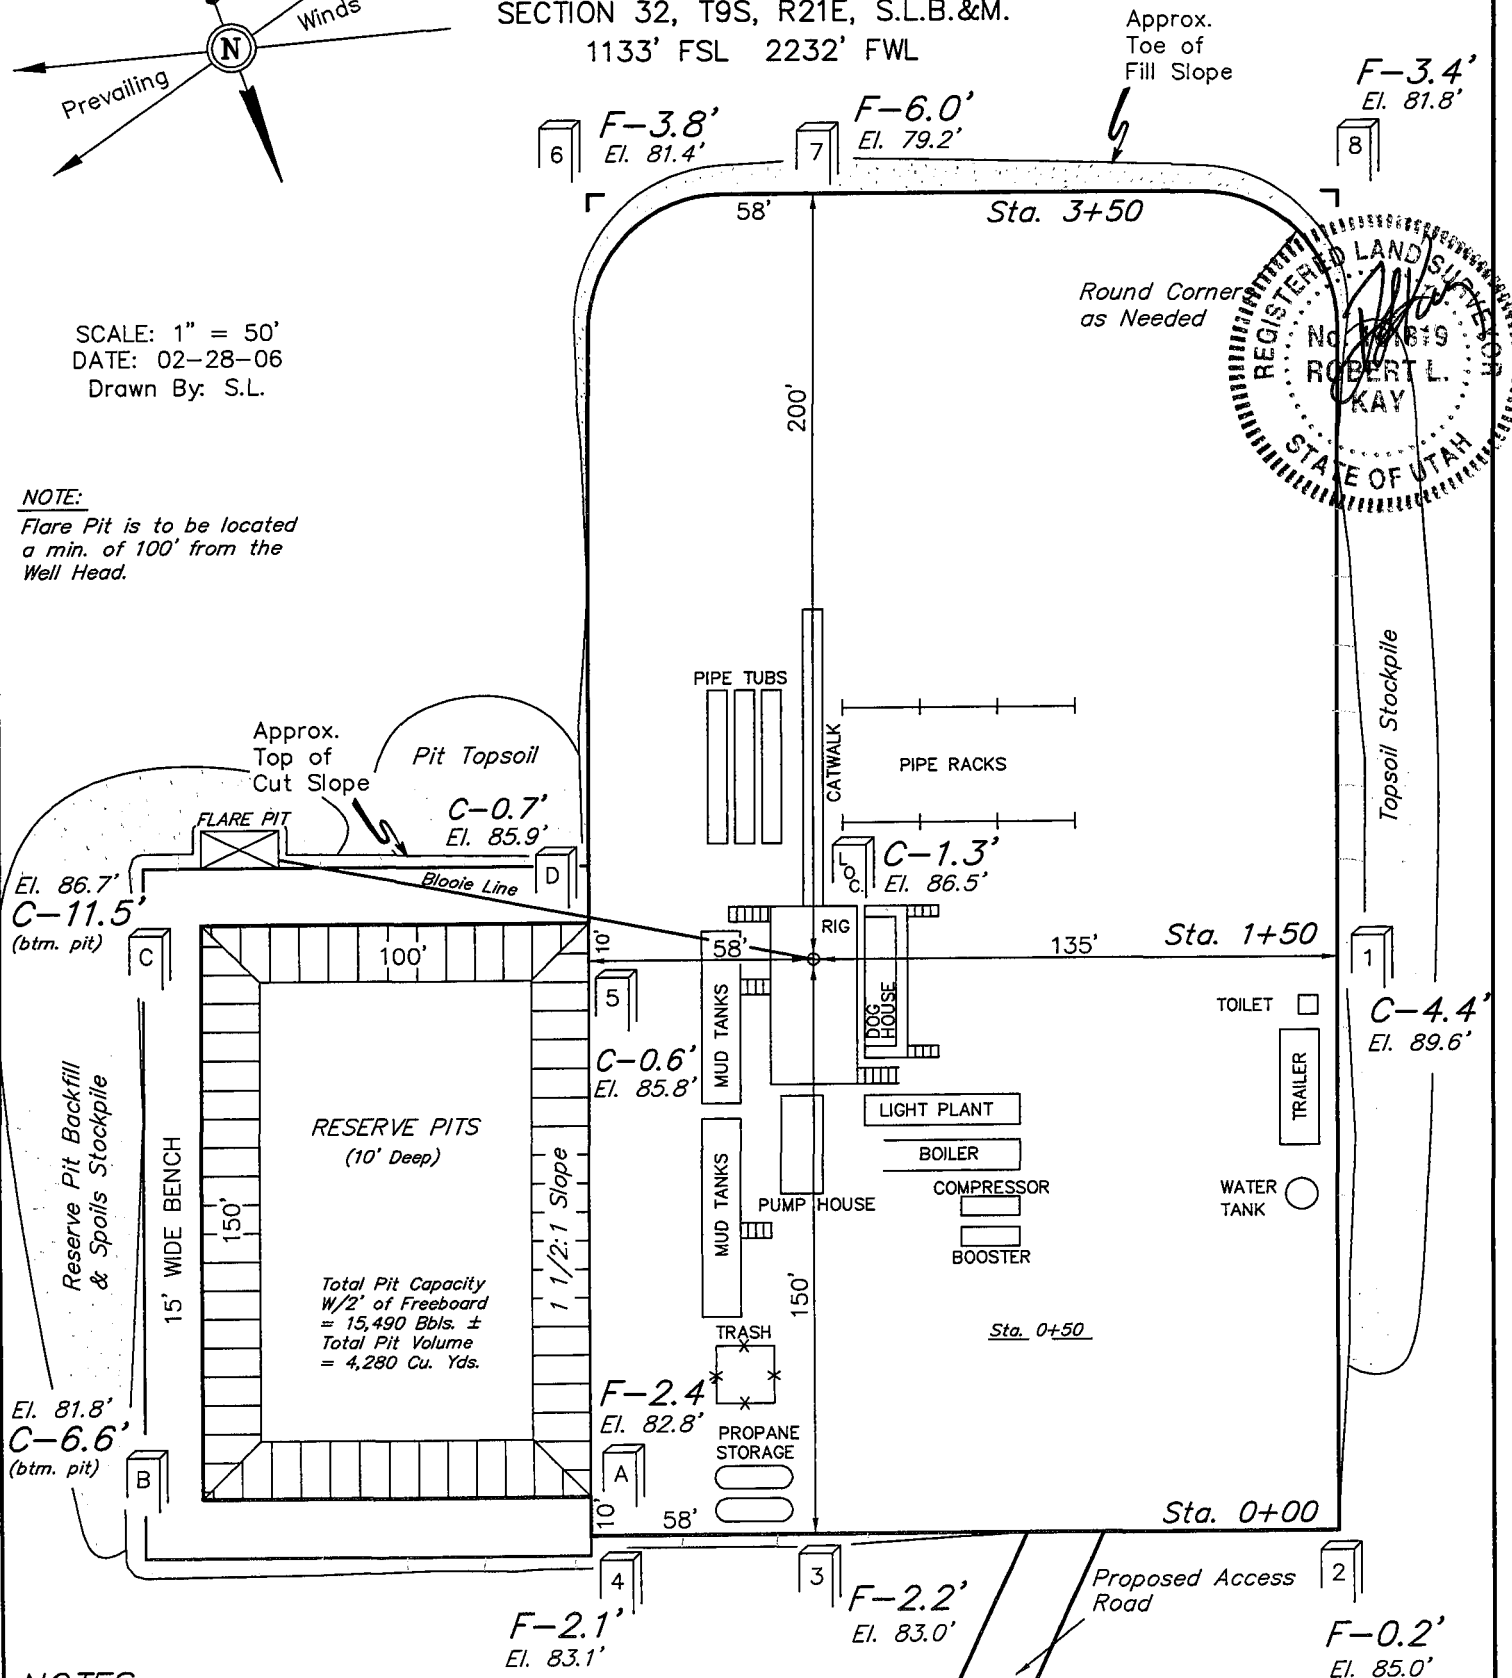 SECTION 32, T9S, R21E, S.L.B.&M.
1133' FSL 2232' FWL
Winds
N
Prevailing
Approx.
Toe of
Fill Slope
F-3.4'
El. 81.8'
F-3.8'
El. 81.4'
F-6.0'
El. 79.2'
6
7
8
58'
Sta. 3+50
Round Corners
as Needed
REGISTERED LAND SURVEYOR
ROBERT L.
KAY
STATE OF UTAH
SCALE: 1" = 50'
DATE: 02-28-06
Drawn By: S.L.
200'
NOTE:
Flare Pit is to be located
a min. of 100' from the
Well Head.
Topsoil Stockpile
PIPE TUBS
CATWALK
PIPE RACKS
Approx.
Top of
Cut Slope
Pit Topsoil
C-0.7'
El. 85.9'
FLARE PIT
D
Blooie Line
LOC.
C-1.3'
El. 86.5'
El. 86.7'
C-11.5'
(btm. pit)
C
100'
10'
58'
RIG
135'
Sta. 1+50
1
C-4.4'
El. 89.6'
5
C-0.6'
El. 85.8'
MUD TANKS
DOG
HOUSE
TOILET
TRAILER
LIGHT PLANT
BOILER
COMPRESSOR
BOOSTER
PUMP HOUSE
WATER
TANK
Reserve Pit Backfill
& Spoils Stockpile
15' WIDE BENCH
150'
RESERVE PITS
(10' Deep)
1 1/2:1 Slope
MUD TANKS
150'
Total Pit Capacity
W/2' of Freeboard
= 15,490 Bbls. ±
Total Pit Volume
= 4,280 Cu. Yds.
TRASH
Sta. 0+50
F-2.4'
El. 82.8'
El. 81.8'
C-6.6'
(btm. pit)
B
A
PROPANE
STORAGE
10'
58'
Sta. 0+00
4
3
2
F-2.1'
El. 83.1'
F-2.2'
El. 83.0'
Proposed Access
Road
F-0.2'
El. 85.0'
NOTES